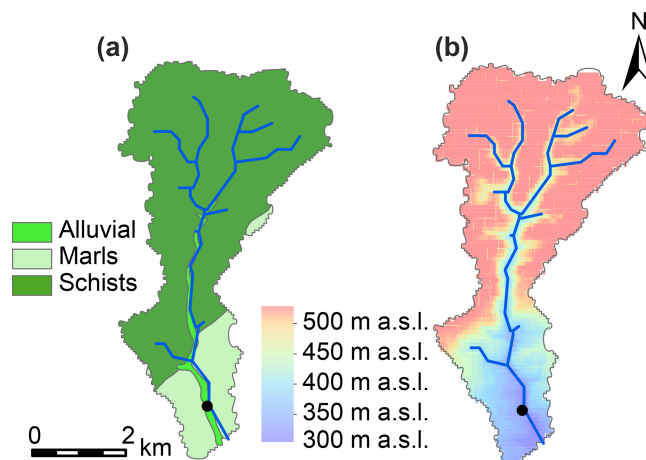 (a)
(b)
N
Alluvial
Marls
Schists
500 m a.s.l.
450 m a.s.l.
400 m a.s.l.
350 m a.s.l.
300 m a.s.l.
0 2
km